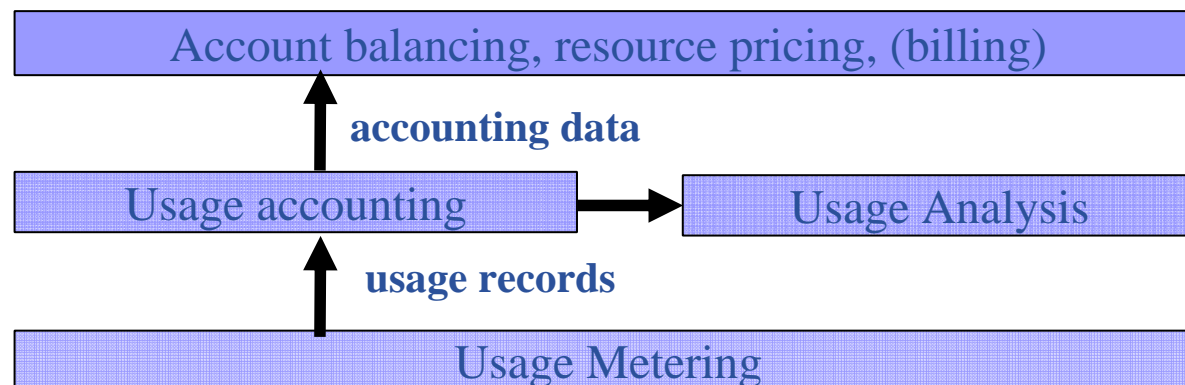 Account balancing, resource pricing, (billing)
accounting data
Usage accounting
Usage Analysis
usage records
Usage Metering